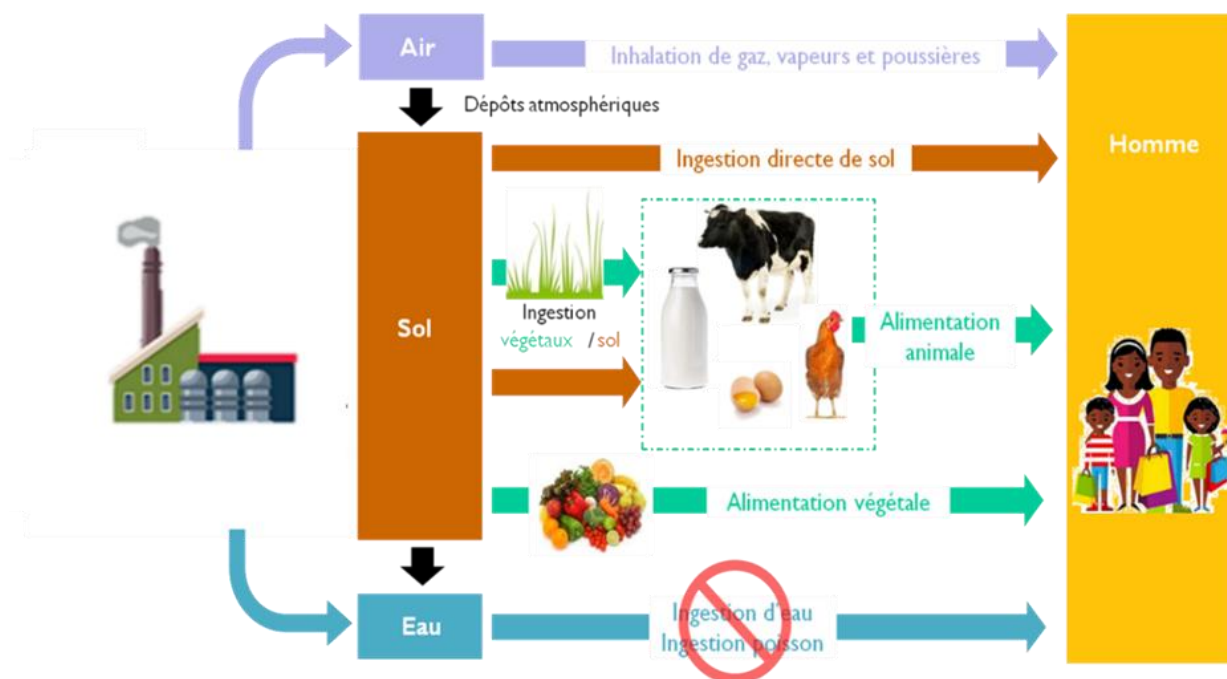 Air
Inhalation de gaz, vapeurs et poussières
Dépôts atmosphériques
Homme
Ingestion directe de sol
Sol
Ingestion
végétaux / sol
Alimentation
animale
Alimentation végétale
Eau
Ingestion d'eau
Ingestion poisson